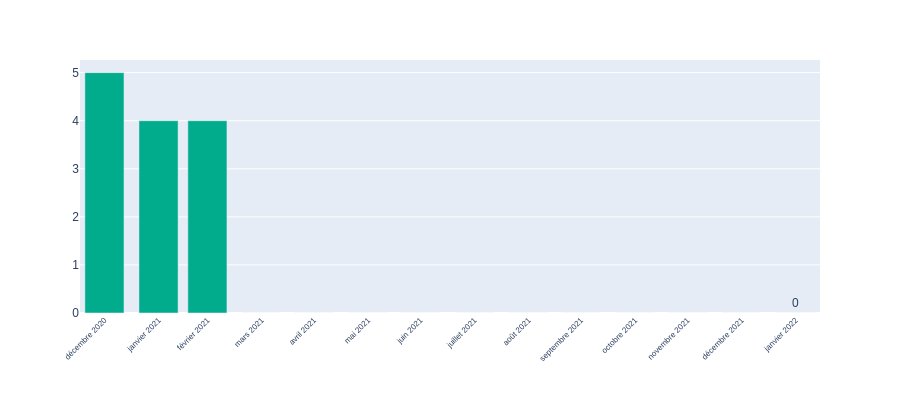 5
4
3
2
1
0
0
décembre 2020
janvier 2021
février 2021
mars 2021
avril 2021
mai 2021
juin 2021
juillet 2021
août 2021
septembre 2021
octobre 2021
novembre 2021
décembre 2021
janvier 2022